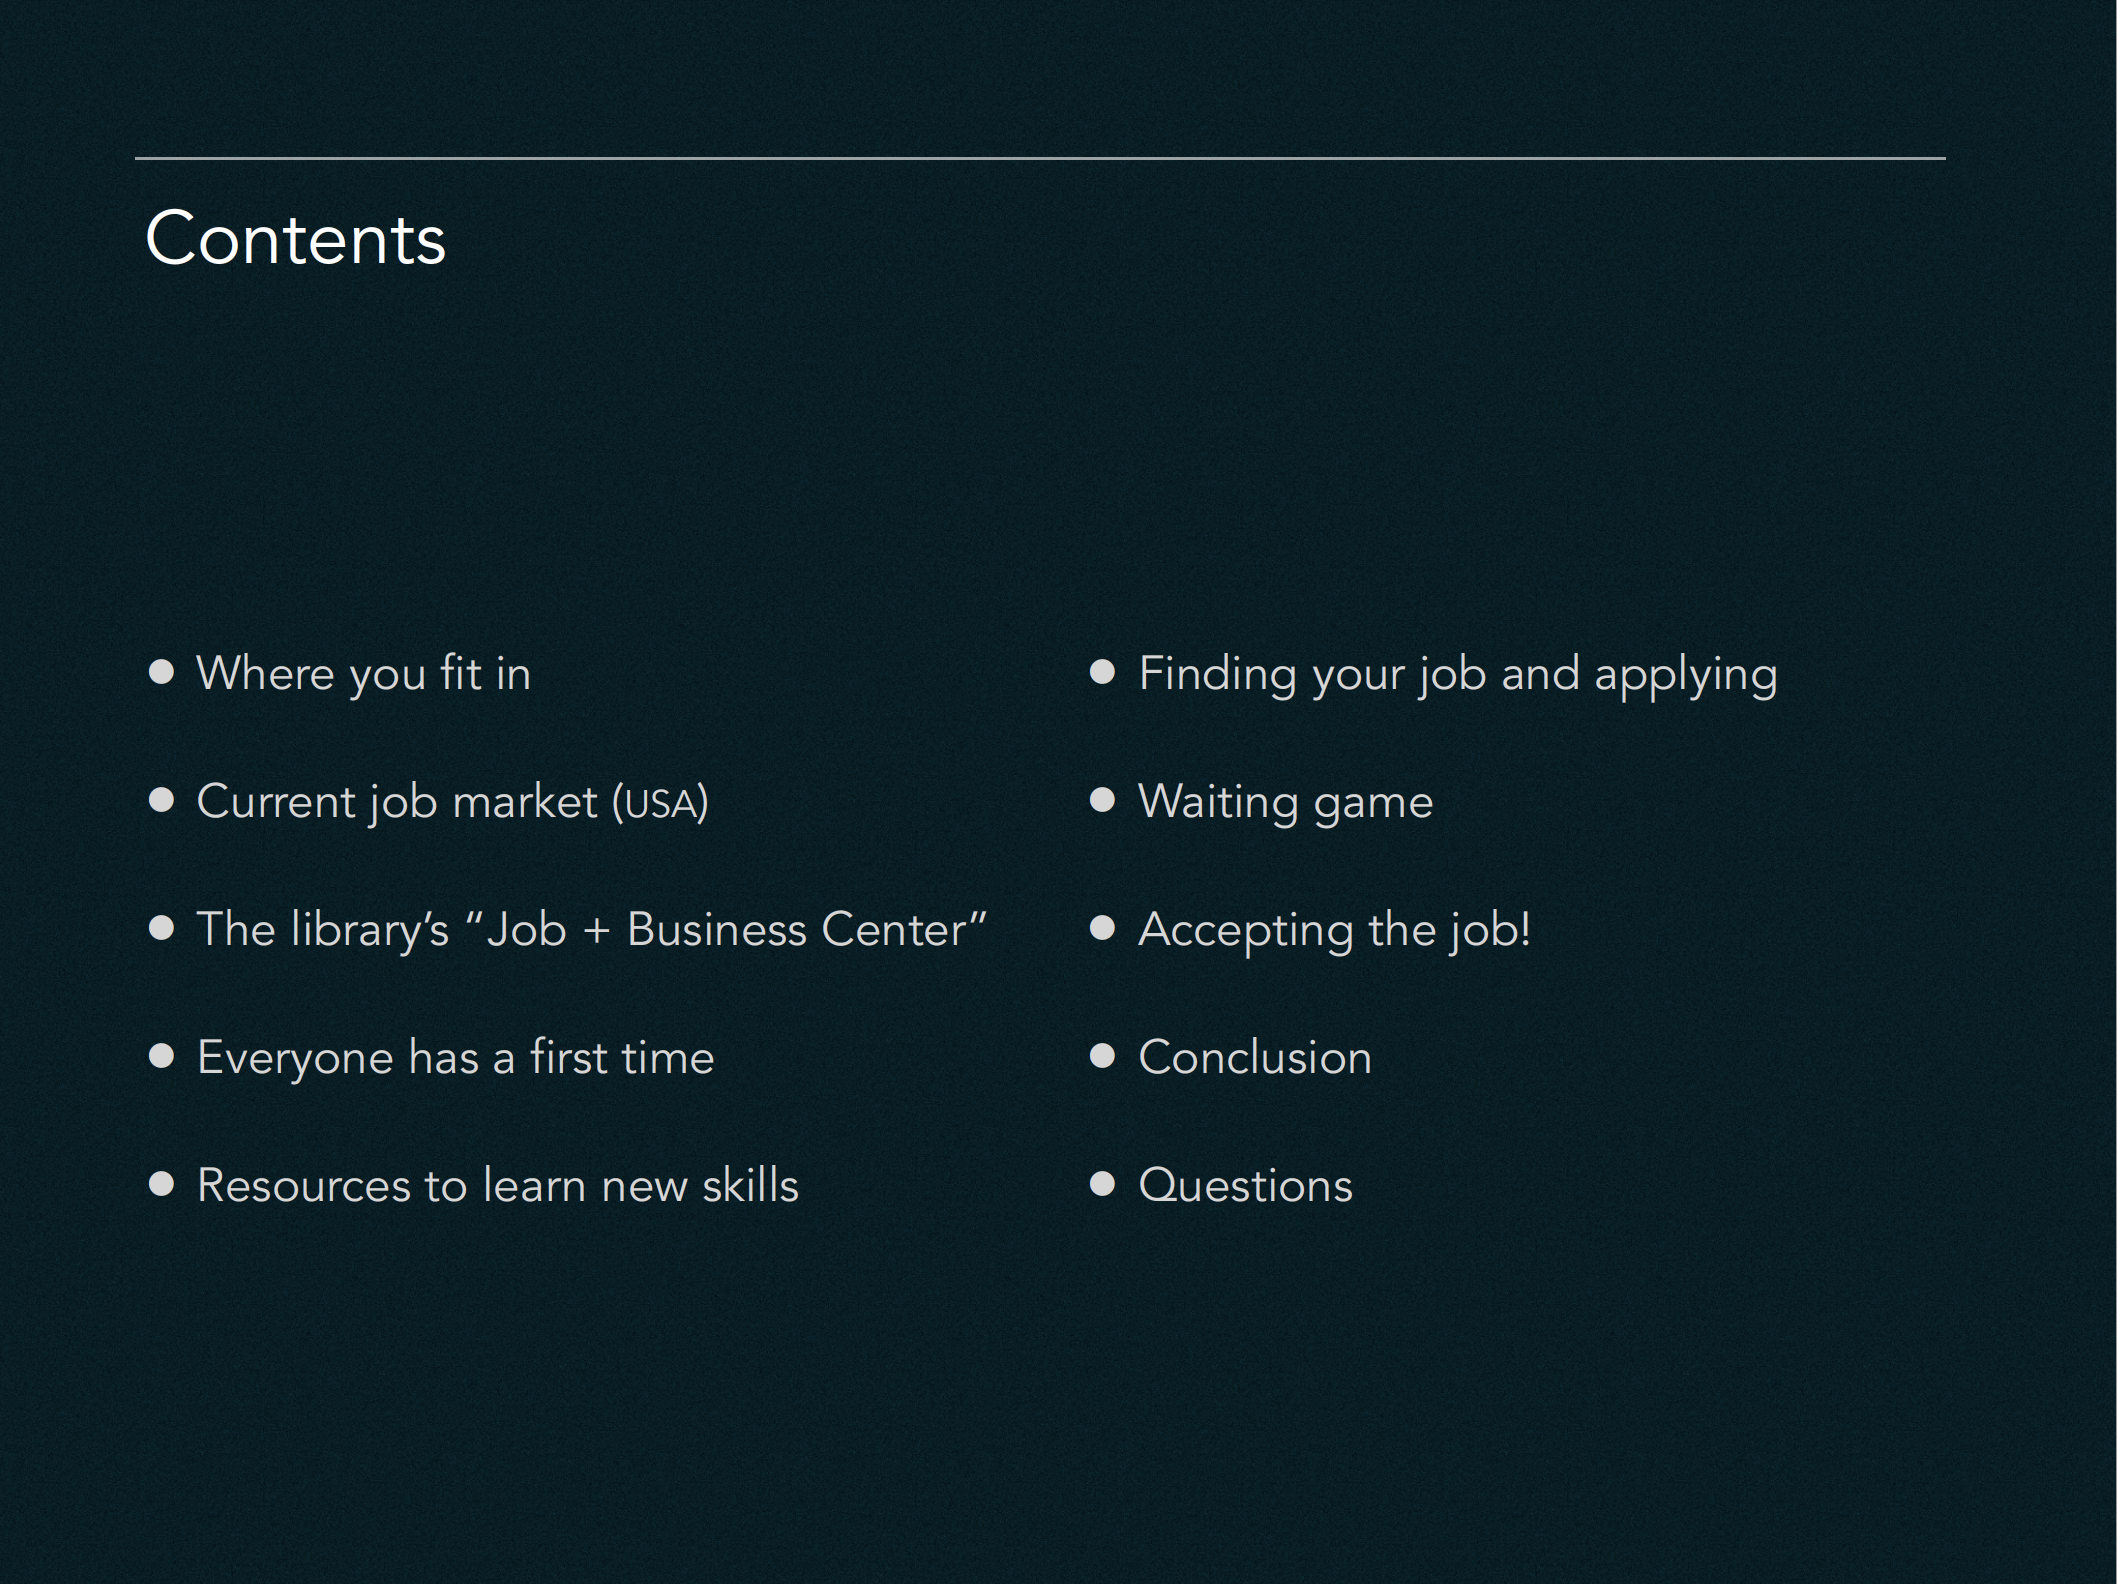 Contents
• Where you fit in
• Current job market (USA)
• The library’s “Job + Business Center”
• Everyone has a first time
• Resources to learn new skills
• Finding your job and applying
• Waiting game
• Accepting the job!
• Conclusion
• Questions